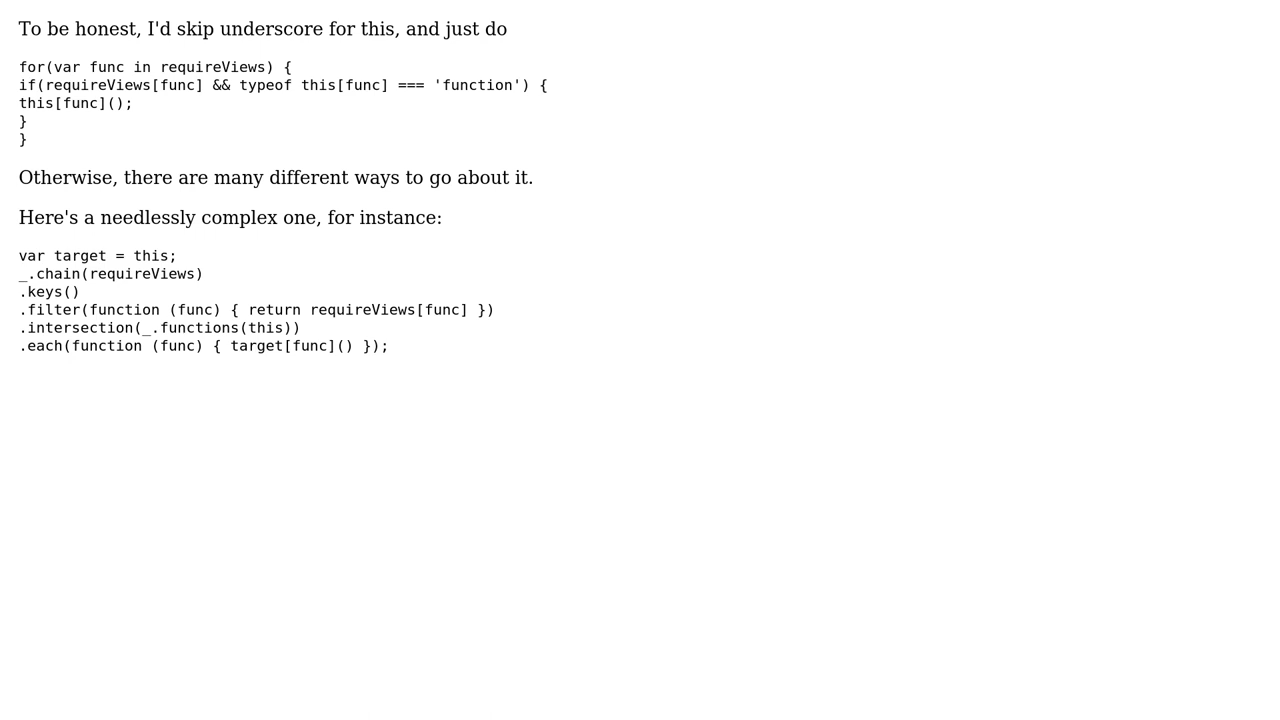 To be honest, I'd skip underscore for this, and just do
for(var func in requireViews) {
if(requireViews[func] && typeof this[func] === 'function') {
this[func]();
}
}
Otherwise, there are many different ways to go about it.
Here's a needlessly complex one, for instance:
var target = this;
_.chain(requireViews)
.keys()
.filter(function (func) { return requireViews[func] })
.intersection(_.functions(this))
.each(function (func) { target[func]() });